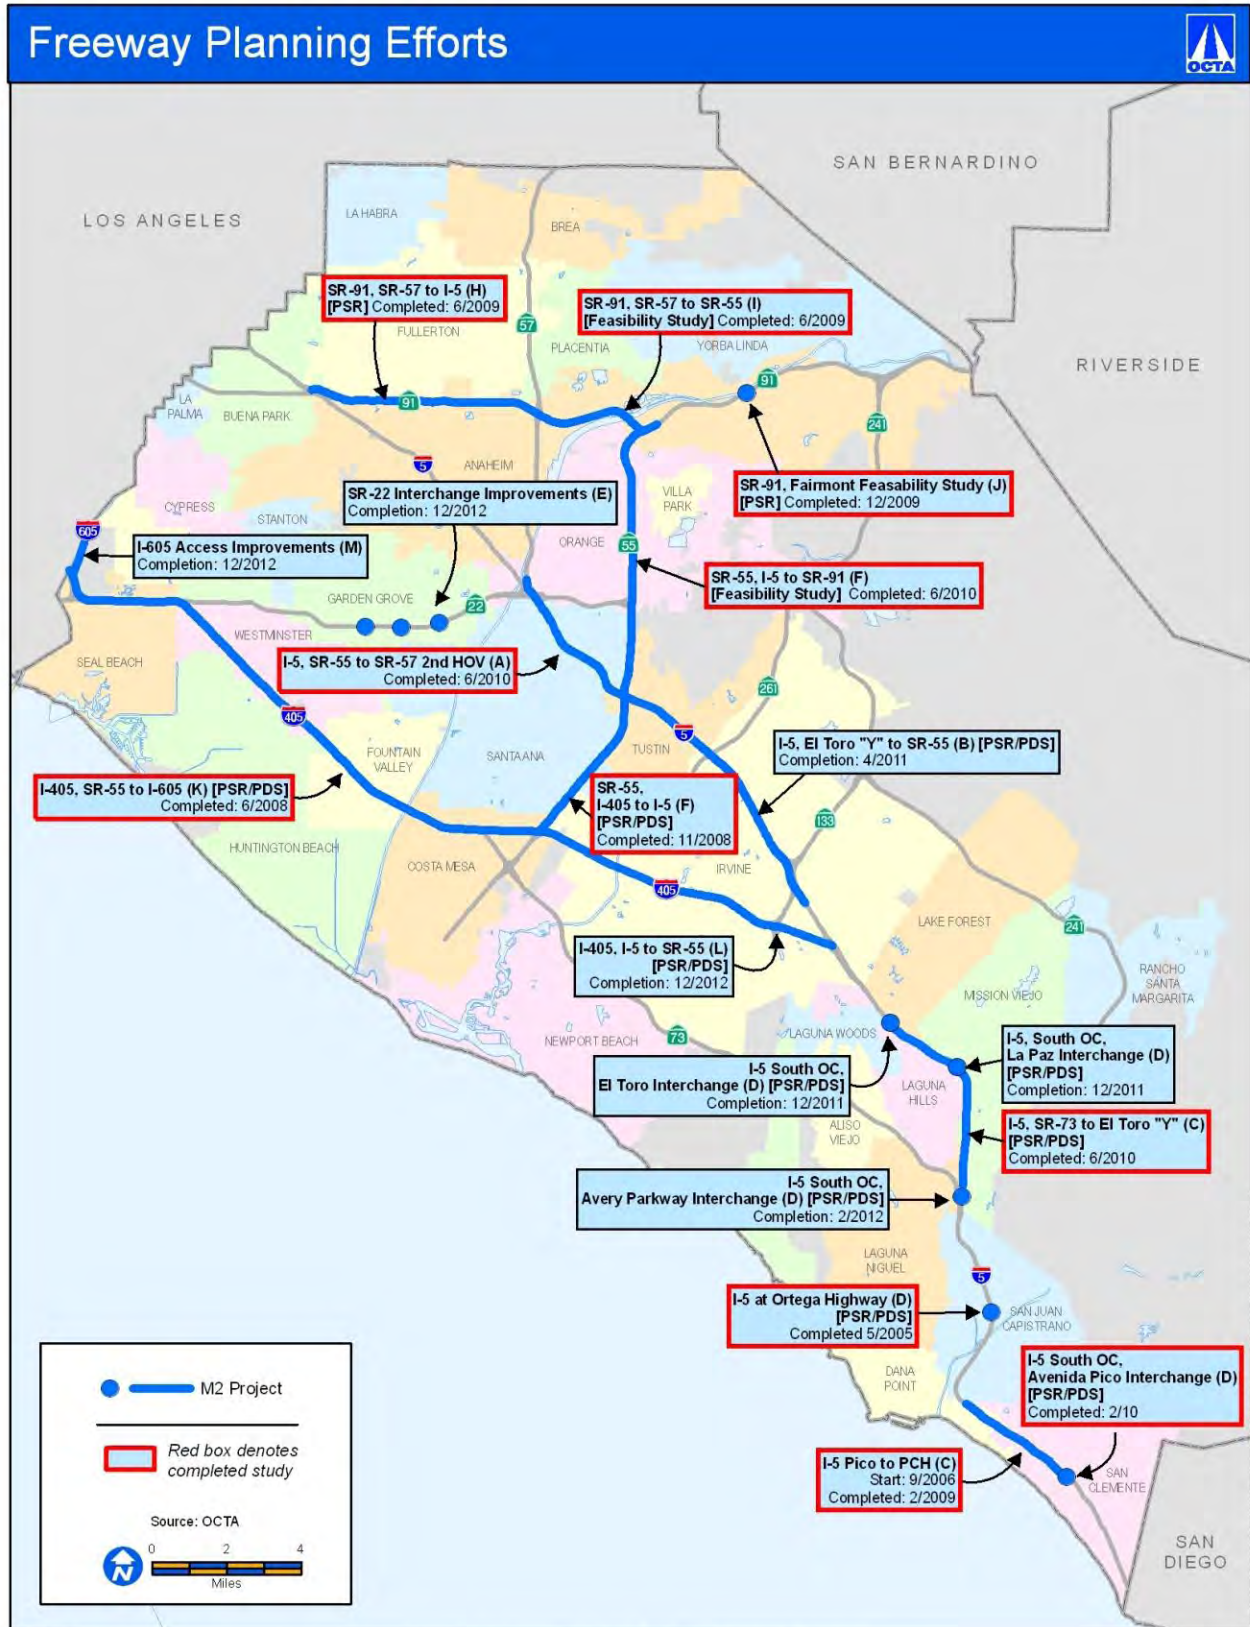 Freeway Planning Efforts
OCTA
SAN BERNARDINO
LOS ANGELES
LA HABRA
BREA
SR-91, SR-57 to I-5 (H)
[PSR] Completed: 6/2009
SR-91, SR-57 to SR-55 (I)
[Feasibility Study] Completed: 6/2009
57
FULLERTON
PLACENTIA
YORBA LINDA
RIVERSIDE
91
91
LA
PALMA
BUENA PARK
241
5
ANAHEIM
SR-22 Interchange Improvements (E)
Completion: 12/2012
SR-91, Fairmont Feasability Study (J)
[PSR] Completed: 12/2009
VILLA
PARK
CYPRESS
STANTON
605
I-605 Access Improvements (M)
Completion: 12/2012
ORANGE
55
SR-55, I-5 to SR-91 (F)
[Feasibility Study] Completed: 6/2010
GARDEN GROVE
22
WESTMINSTER
SEAL BEACH
I-5, SR-55 to SR-57 2nd HOV (A)
Completed: 6/2010
261
405
5
I-5, El Toro "Y" to SR-55 (B) [PSR/PDS]
Completion: 4/2011
FOUNTAIN
VALLEY
SANTA ANA
TUSTIN
I-405, SR-55 to I-605 (K) [PSR/PDS]
Completed: 6/2008
SR-55,
I-405 to I-5 (F)
[PSR/PDS]
Completed: 11/2008
133
HUNTINGTON BEACH
COSTA MESA
IRVINE
405
LAKE FOREST
241
I-405, I-5 to SR-55 (L)
[PSR/PDS]
Completion: 12/2012
RANCHO
SANTA
MARGARITA
MISSION VIEJO
NEWPORT BEACH
73
LAGUNA WOODS
I-5, South OC,
La Paz Interchange (D)
[PSR/PDS]
Completion: 12/2011
I-5 South OC,
El Toro Interchange (D) [PSR/PDS]
Completion: 12/2011
LAGUNA
HILLS
ALISO
VIEJO
I-5, SR-73 to El Toro "Y" (C)
[PSR/PDS]
Completed: 6/2010
I-5 South OC,
Avery Parkway Interchange (D) [PSR/PDS]
Completion: 2/2012
LAGUNA
NIGUEL
5
I-5 at Ortega Highway (D)
[PSR/PDS]
Completed 5/2005
SAN JUAN
CAPISTRANO
DANA
POINT
I-5 South OC,
Avenida Pico Interchange (D)
[PSR/PDS]
Completed: 2/10
I-5 Pico to PCH (C)
Start: 9/2006
Completed: 2/2009
SAN
CLEMENTE
SAN
DIEGO
M2 Project
Red box denotes
completed study
Source: OCTA
0 2 4
Miles
N